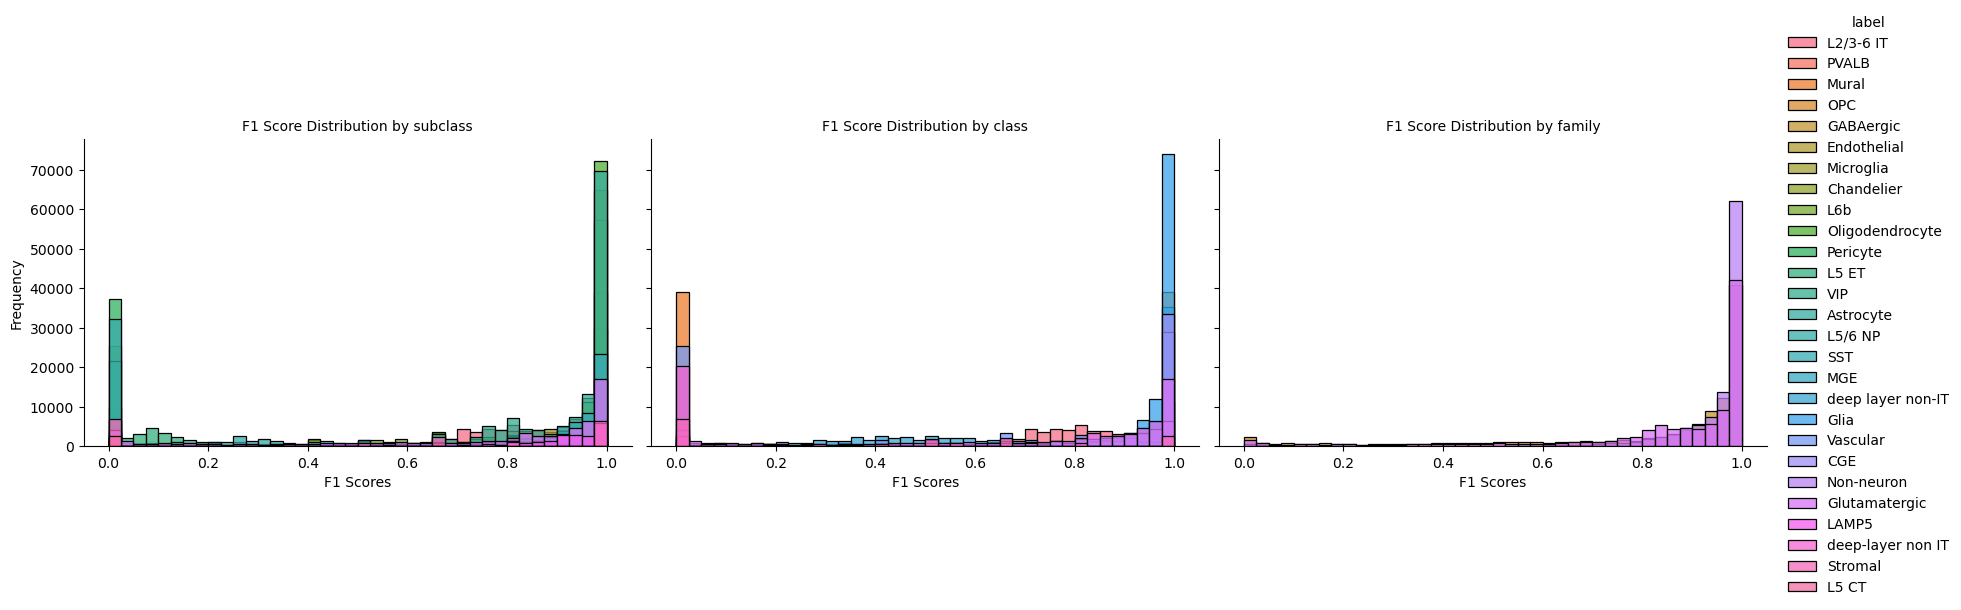 label
L2/3-6 IT
PVALB
Mural
OPC
GABAergic
Endothelial
Microglia
Chandelier
L6b
Oligodendrocyte
Pericyte
L5 ET
VIP
Astrocyte
L5/6 NP
SST
MGE
deep layer non-IT
Glia
Vascular
CGE
Non-neuron
Glutamatergic
LAMP5
deep-layer non IT
Stromal
L5 CT
F1 Score Distribution by subclass
Frequency
70000
60000
50000
40000
30000
20000
10000
0
0.0 0.2 0.4 0.6 0.8 1.0
F1 Scores
F1 Score Distribution by class
0.0 0.2 0.4 0.6 0.8 1.0
F1 Scores
F1 Score Distribution by family
0.0 0.2 0.4 0.6 0.8 1.0
F1 Scores